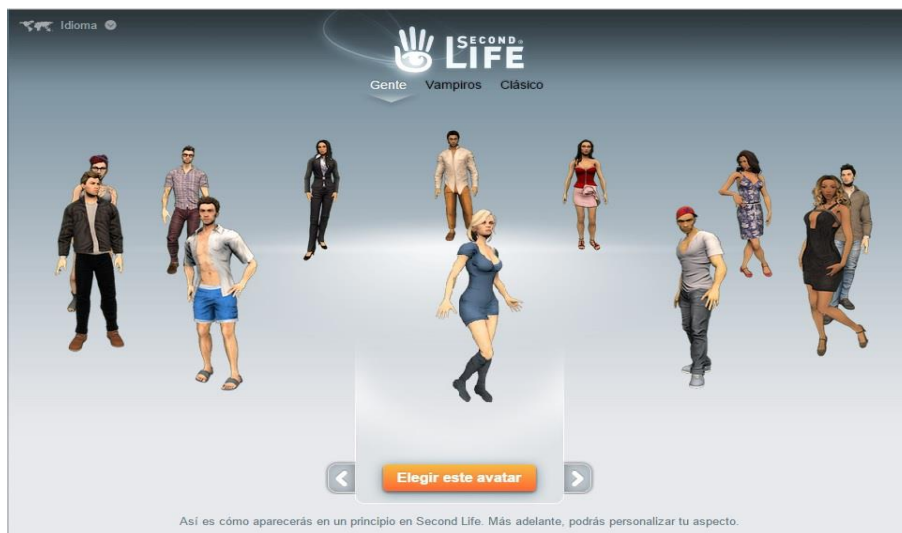 Idioma
SECOND
LIFE
Gente Vampiros Clásico
Elegir este avatar
Así es cómo aparecerás en un principio en Second Life. Más adelante, podrás personalizar tu aspecto.